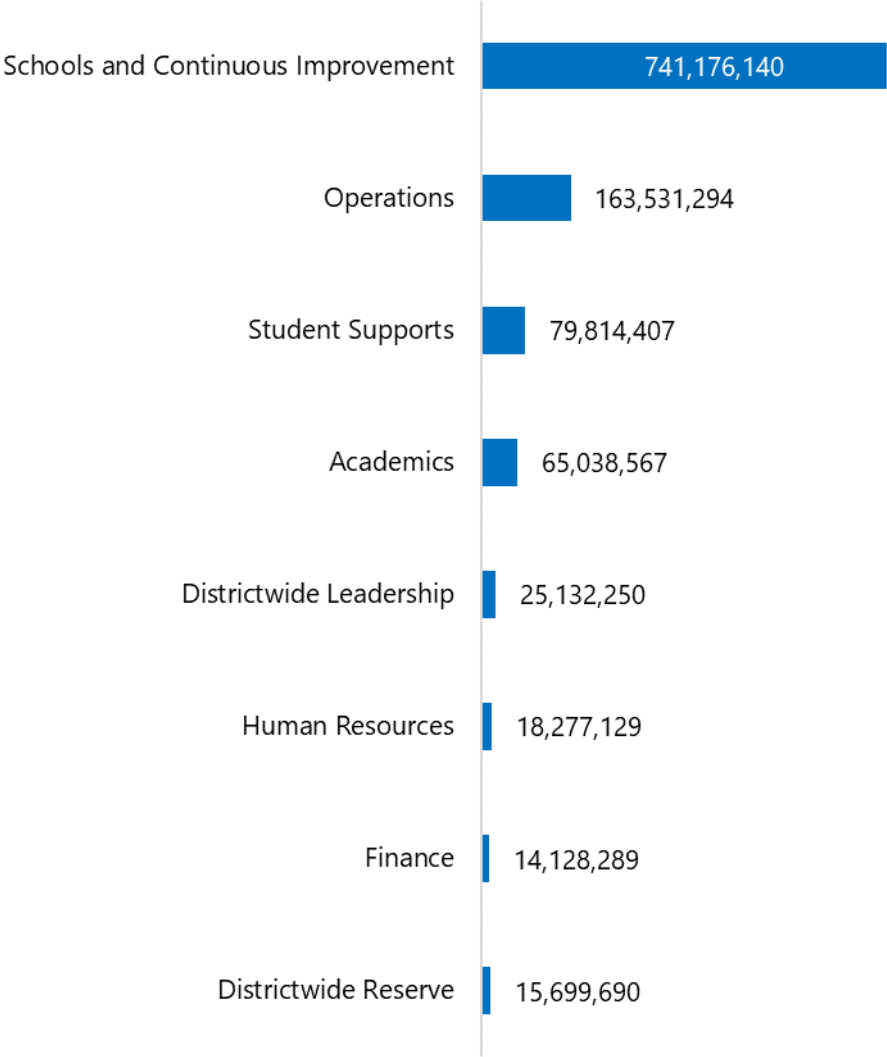 Schools and Continuous Improvement 741,176,140
Operations 163,531,294
Student Supports 79,814,407
Academics 65,038,567
Districtwide Leadership 25,132,250
Human Resources 18,277,129
Finance 14,128,289
Districtwide Reserve 15,699,690